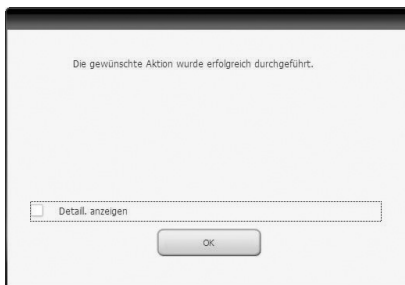 Die gewünschte Aktion wurde erfolgreich durchgeführt.
Detail. anzeigen
OK